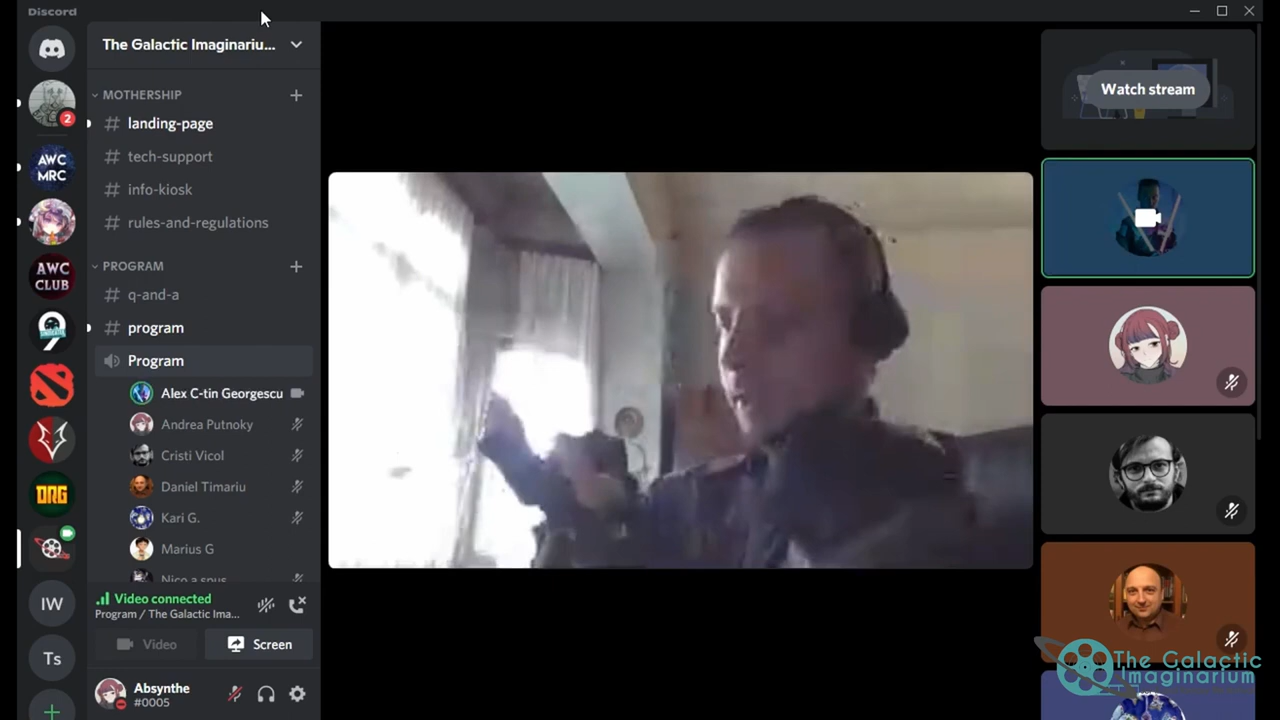 Discord
The Galactic Imaginariu...
MOTHERSHIP
# landing-page
2
# tech-support
AWC
MRC
# info-kiosk
# rules-and-regulations
AWC
CLUB
PROGRAM
# q-and-a
# program
Program
Alex C-tin Georgescu
Andrea Putnoky
Cristi Vicol
Daniel Timariu
DRG
Kari G.
Marius G
Nico a spus
IW
Video connected
Program / The Galactic Ima...
Video
Screen
Ts
Absynthe
#0005
Watch stream
The Galactic
Imaginarium